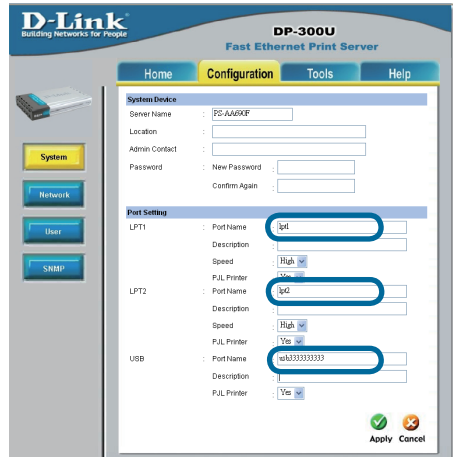 D-Link
Building Networks for People
DP-300U
Fast Ethernet Print Server
Home Configuration Tools Help
System Device
Server Name : PS-AA690F
Location :
Admin Contact :
Password : New Password :
Confirm Again :
System
Network
User
SNMP
Port Setting
LPT1 : Port Name : lpt1
Description :
Speed : High
PJL Printer : Yes
LPT2 : Port Name : lpt2
Description :
Speed : High
PJL Printer : Yes
USB : Port Name : usb3333333333
Description :
PJL Printer : Yes
Apply Cancel